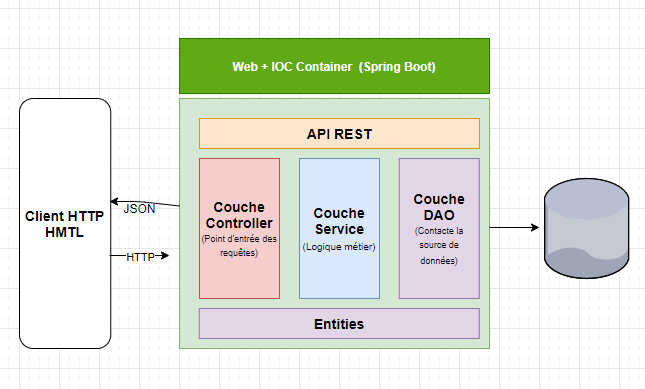 Web + IOC Container (Spring Boot)
API REST
Client HTTP
HMTL
JSON
HTTP
Couche
Controller
(Point d'entrée des
requêtes)
Couche
Service
(Logique métier)
Couche
DAO
(Contacte la
source de
données)
Entities